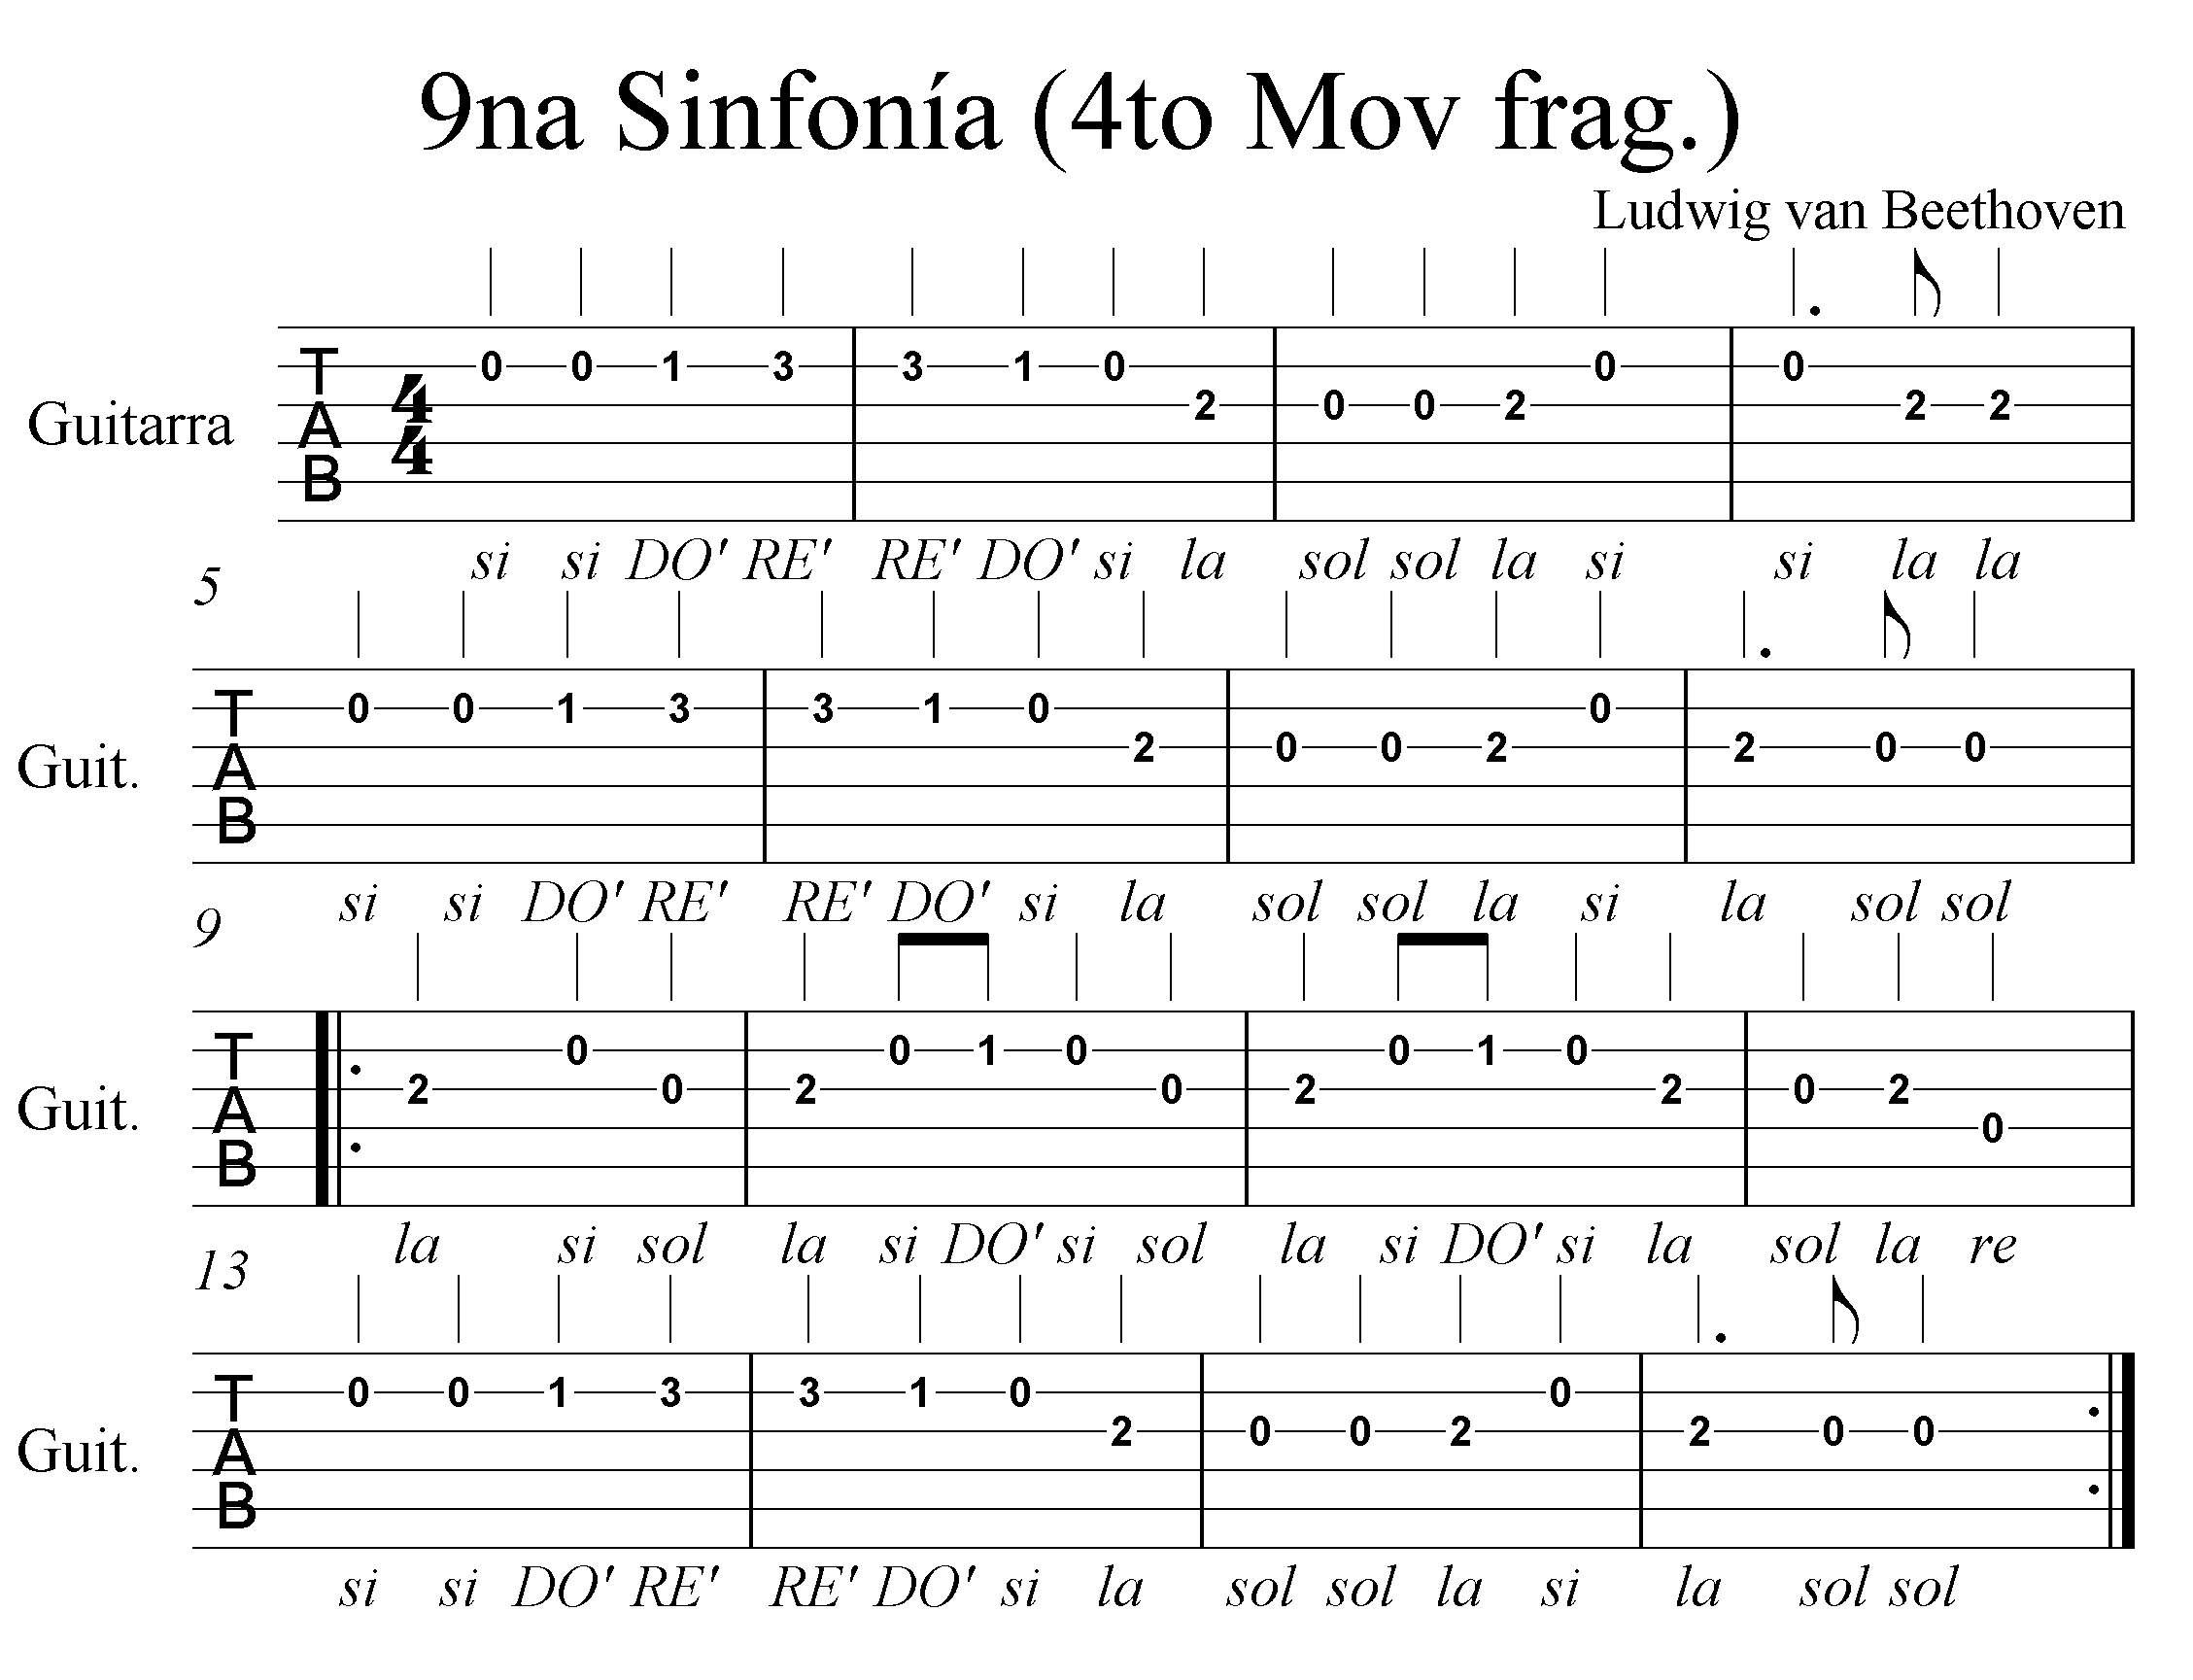 9na Sinfonía (4to Mov frag.)
Ludwig van Beethoven
Guitarra
T A B
4 4
0 0 1 3 3 1 0 2 0 0 2 0 0 2 2
si si DO' RE' RE' DO' si la sol sol la si si la la
5
Guit.
T A B
0 0 1 3 3 1 0 2 0 0 2 0 2 0 0
si si DO' RE' RE' DO' si la sol sol la si la sol sol
9
Guit.
T A B
2 0 0 2 0 1 0 0 2 0 1 0 2 0 2 0
la si sol la si DO' si sol la si DO' si la sol la re
13
Guit.
T A B
0 0 1 3 3 1 0 2 0 0 2 0 2 0 0
si si DO' RE' RE' DO' si la sol sol la si la sol sol